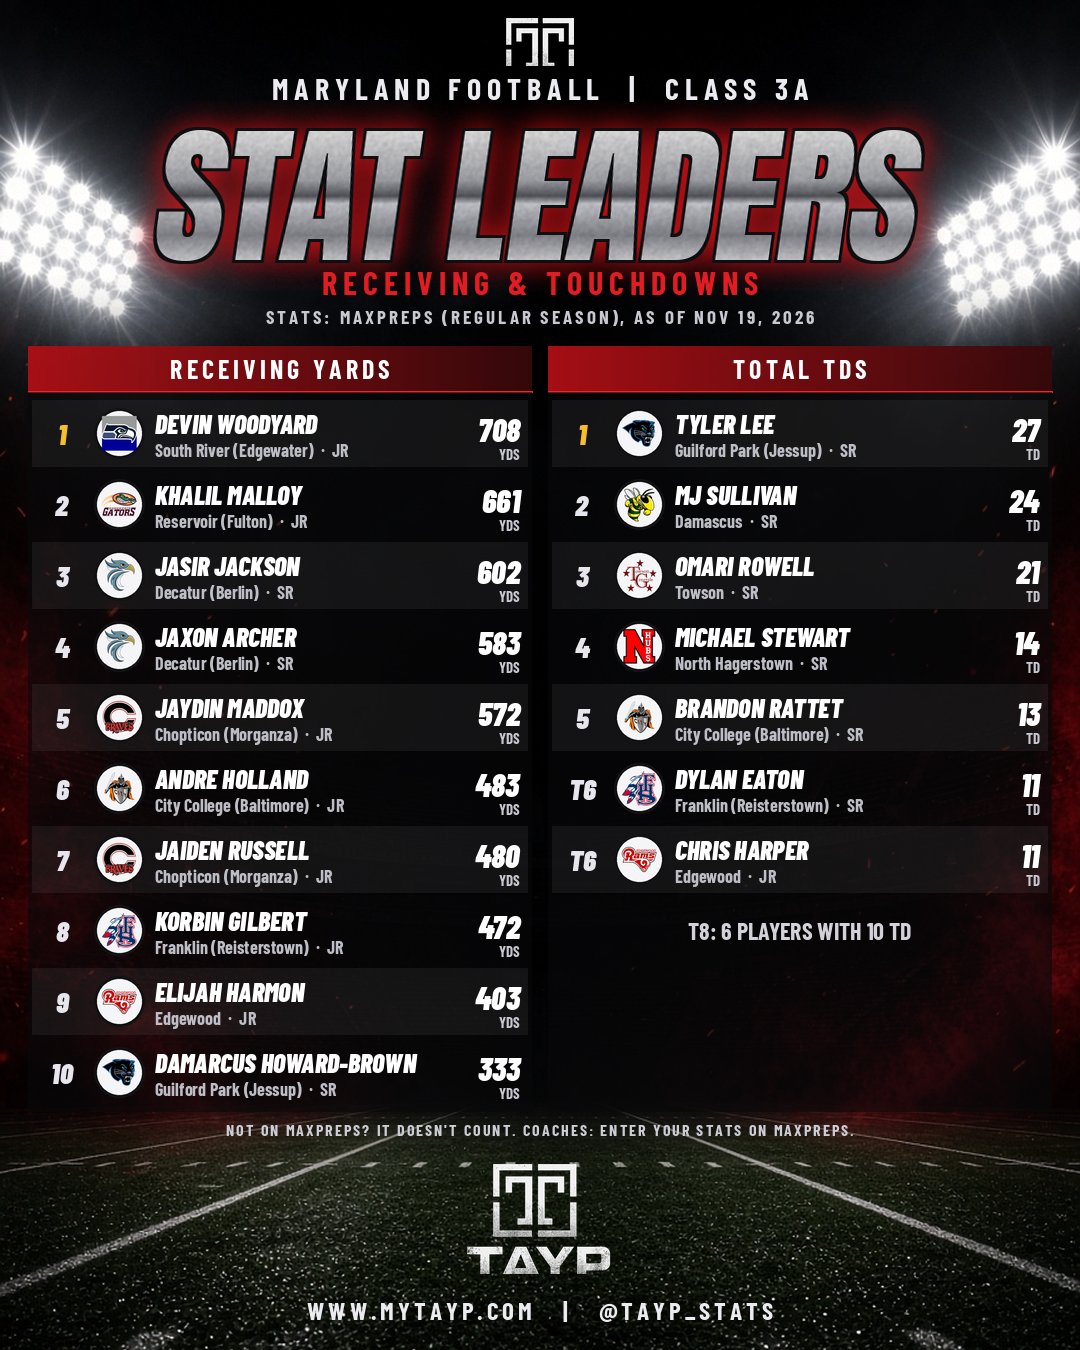 MARYLAND FOOTBALL | CLASS 3A
STAT LEADERS
RECEIVING & TOUCHDOWNS
STATS: MAXPREPS (REGULAR SEASON), AS OF NOV 19, 2026
RECEIVING YARDS
1 DEVIN WOODYARD 708
South River (Edgewater) · JR YDS
2 KHALIL MALLOY 661
GATORS Reservoir (Fulton) · JR YDS
3 JASIR JACKSON 602
Decatur (Berlin) · SR YDS
4 JAXON ARCHER 583
Decatur (Berlin) · SR YDS
5 JAYDIN MADDOX 572
BRAVES Chopticon (Morganza) · JR YDS
6 ANDRE HOLLAND 483
City College (Baltimore) · JR YDS
7 JAIDEN RUSSELL 480
BRAVES Chopticon (Morganza) · JR YDS
8 KORBIN GILBERT 472
Franklin (Reisterstown) · JR YDS
9 ELIJAH HARMON 403
Rams Edgewood · JR YDS
10 DAMARCUS HOWARD-BROWN 333
Guilford Park (Jessup) · SR YDS
TOTAL TDS
1 TYLER LEE 27
Guilford Park (Jessup) · SR TD
2 MJ SULLIVAN 24
Damascus · SR TD
3 OMARI ROWELL 21
TG Towson · SR TD
4 MICHAEL STEWART 14
N HUBS North Hagerstown · SR TD
5 BRANDON RATTET 13
City College (Baltimore) · SR TD
T6 DYLAN EATON 11
Franklin (Reisterstown) · SR TD
T6 CHRIS HARPER 11
Rams Edgewood · JR TD
T8: 6 PLAYERS WITH 10 TD
NOT ON MAXPREPS? IT DOESN'T COUNT. COACHES: ENTER YOUR STATS ON MAXPREPS.
TAYP
WWW.MYTAYP.COM | @TAYP_STATS